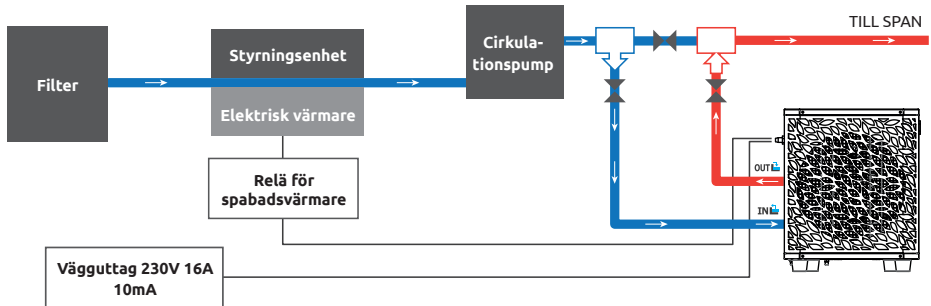 Filter
Styrningsenhet
Elektrisk värmare
Relä för
spabadsvärmare
Vägguttag 230V 16A
10mA
Cirkula-
tionspump
TILL SPAN
OUT
IN